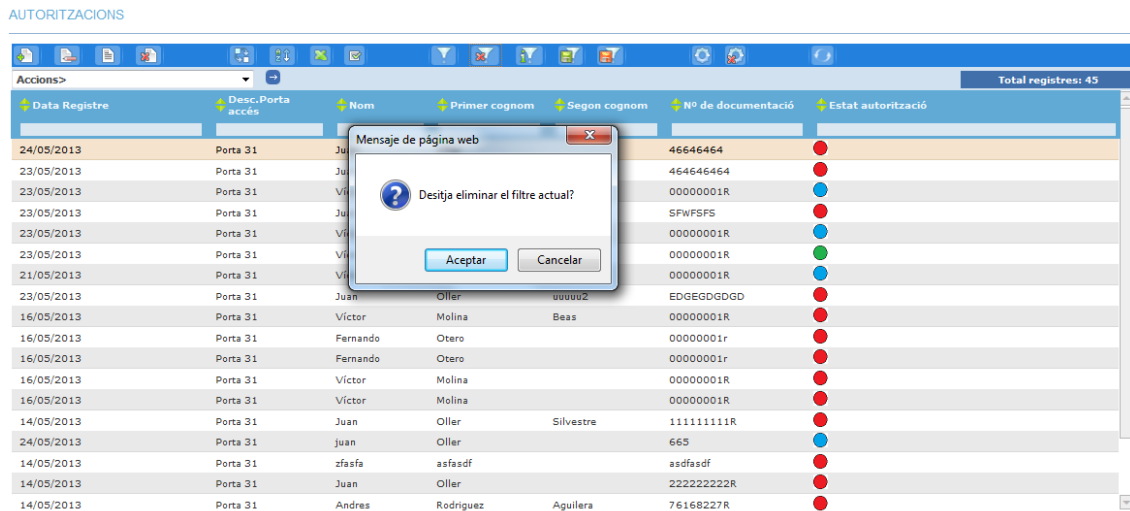 AUTORITZACIONS
Accions>
Total registres: 45
Data Registre Desc.Porta accés Nom Primer cognom Segon cognom Nº de documentació Estat autorització
Mensaje de página web
Desitja eliminar el filtre actual?
Aceptar Cancelar
24/05/2013 Porta 31 46646464
23/05/2013 Porta 31 464646464
23/05/2013 Porta 31 00000001R
23/05/2013 Porta 31 SFWFSFS
23/05/2013 Porta 31 00000001R
23/05/2013 Porta 31 00000001R
21/05/2013 Porta 31 00000001R
23/05/2013 Porta 31 Juan Oller uuuuu2 EDGEGDGDGD
16/05/2013 Porta 31 Víctor Molina Beas 00000001R
16/05/2013 Porta 31 Fernando Otero 00000001r
16/05/2013 Porta 31 Fernando Otero 00000001r
16/05/2013 Porta 31 Víctor Molina 00000001R
16/05/2013 Porta 31 Víctor Molina 00000001R
14/05/2013 Porta 31 Juan Oller Silvestre 111111111R
24/05/2013 Porta 31 juan Oller 665
14/05/2013 Porta 31 zfasfa asfasdf asdfasdf
14/05/2013 Porta 31 Juan Oller 222222222R
14/05/2013 Porta 31 Andres Rodriguez Aguilera 76168227R